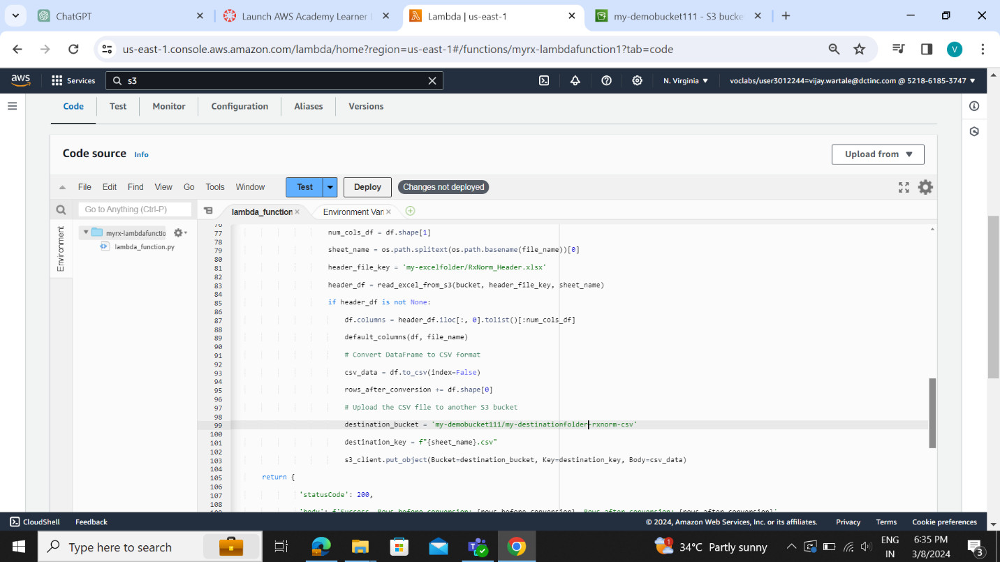 ChatGPT
Launch AWS Academy Learner
Lambda | us-east-1
my-demobucket111 - S3 bucke
us-east-1.console.aws.amazon.com/lambda/home?region=us-east-1#/functions/myrx-lambdafunction1?tab=code
V
aws
Services
s3
N. Virginia
voclabs/user3012244=vijay.wartale@dctinc.com @ 5218-6185-3747
Code
Test
Monitor
Configuration
Aliases
Versions
Code source Info
Upload from
File Edit Find View Go Tools Window
Test
Deploy
Changes not deployed
Go to Anything (Ctrl-P)
lambda_function
Environment Vari
Environment
myrx-lambdafunctio
lambda_function.py
76
77 num_cols_df = df.shape[1]
78
79 sheet_name = os.path.splitext(os.path.basename(file_name))[0]
80
81 header_file_key = 'my-excelfolder/RxNorm_Header.xlsx'
82
83 header_df = read_excel_from_s3(bucket, header_file_key, sheet_name)
84
85 if header_df is not None:
86
87 df.columns = header_df.iloc[:, 0].tolist()[:num_cols_df]
88
89 default_columns(df, file_name)
90
91 # Convert DataFrame to CSV format
92
93 csv_data = df.to_csv(index=False)
94
95 rows_after_conversion += df.shape[0]
96
97 # Upload the CSV file to another S3 bucket
98
99 destination_bucket = 'my-demobucket111/my-destinationfolder-rxnorm-csv'
100
101 destination_key = f"{sheet_name}.csv"
102
103 s3_client.put_object(Bucket=destination_bucket, Key=destination_key, Body=csv_data)
104
105 return {
106
107 'statusCode': 200,
108
109 'body': f'Success. Rows before conversion: {rows_before_conversion}, Rows after conversion: {rows_after_conversion}'
CloudShell
Feedback
© 2024, Amazon Web Services, Inc. or its affiliates.
Privacy
Terms
Cookie preferences
Type here to search
1
34°C Partly sunny
ENG
IN
6:35 PM
3/8/2024
3